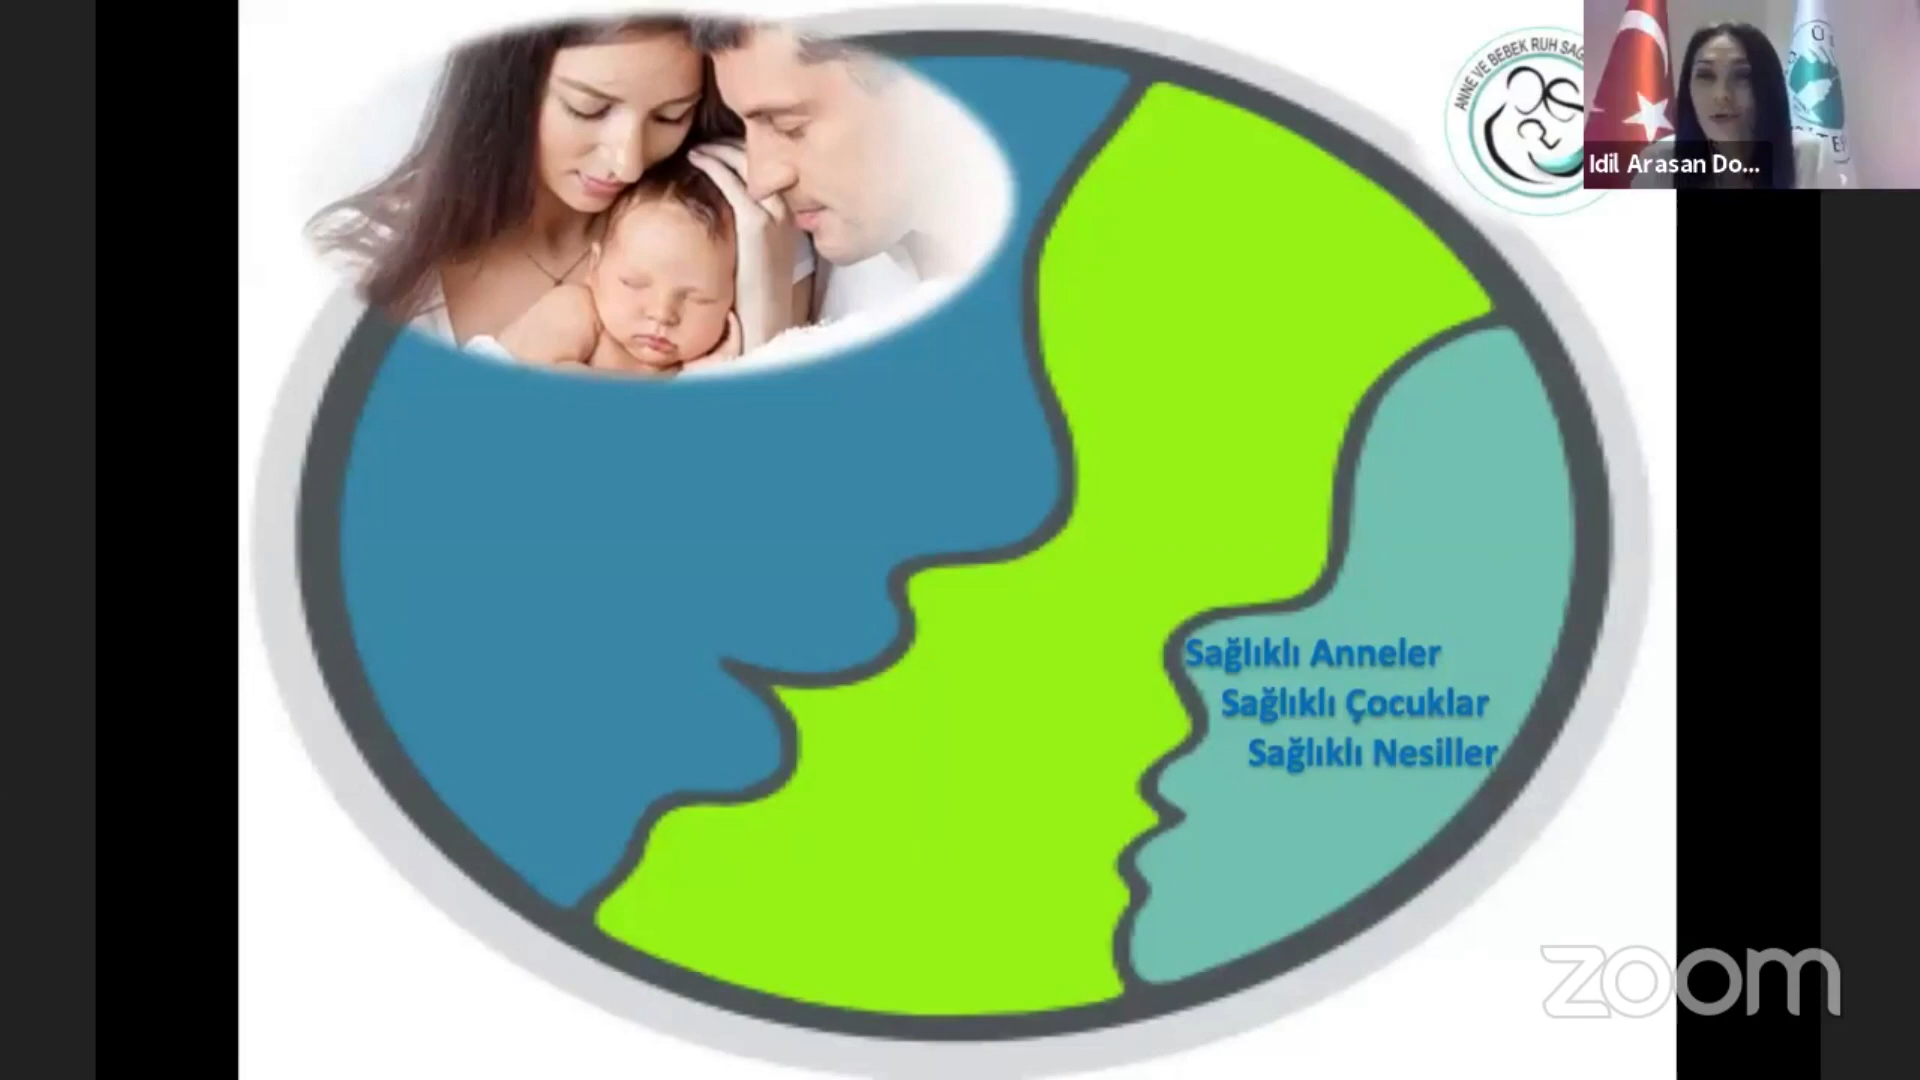 ANNE VE BEBEK RUH SAĞ
Idil Arasan Do...
Sağlıklı Anneler
Sağlıklı Çocuklar
Sağlıklı Nesiller
zoom